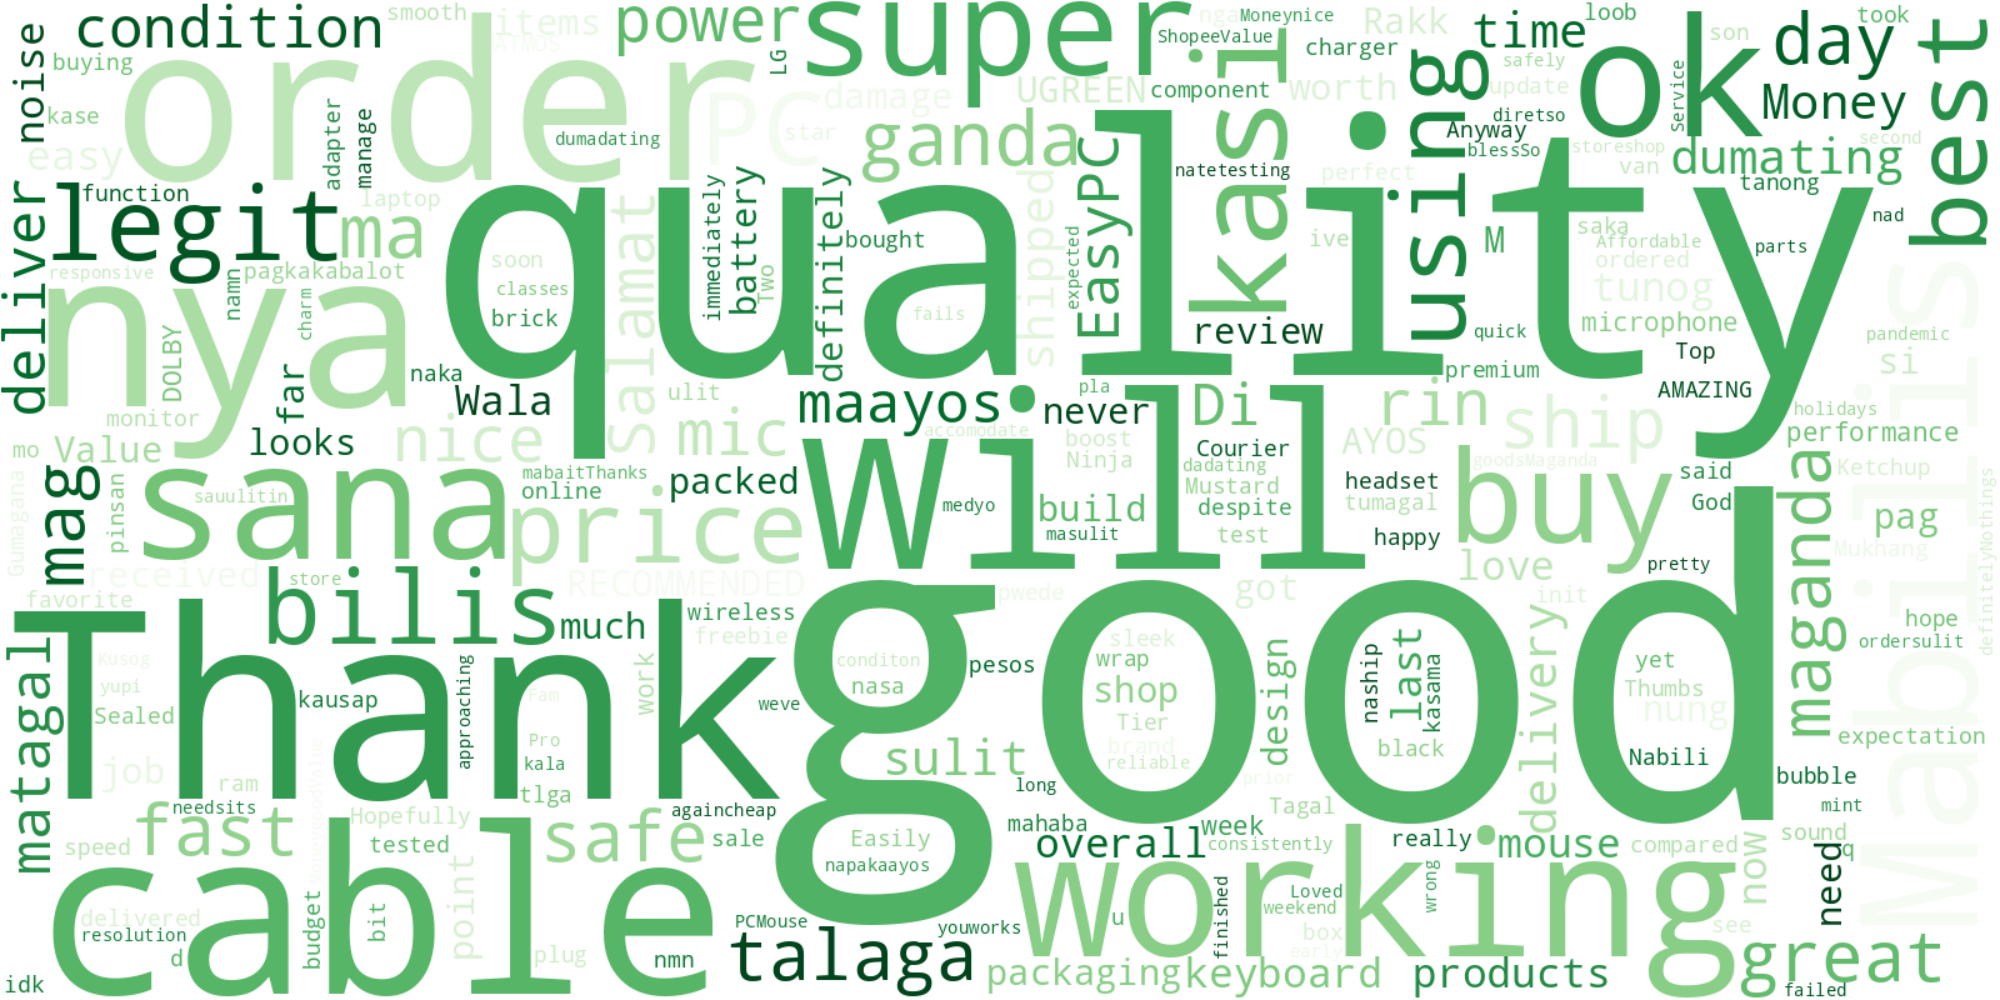 condition
smooth
items
ATMOS
power
super
nga
Moneynice
ShopeeValue
Rakk
charger
time
loob
day
took
son
best
buying
noise
order
LG
PC
damage
star
UGREEN
component
kasi
worth
using
safely
update
ok
Service
Money
diretso
Anyway
blessSo
storeshop
second
kase
easy
adapter
manage
dumadating
ganda
EasyPC
natetesting
perfect
van
dumating
tanong
deliver
legit
function
laptop
ma
quality
Salamat
immediately
battery
Two
definitely
bought
shipped
expected
ive
M
saka
Affordable
ordered
nad
parts
responsive
pagkakabalot
nya
namn
charm
soon
classes
brick
fails
review
tunog
microphone
quick
Top
pandemic
si
Mabilis
DOLBY
far
naka
Wala
ulit
maayos
accomodate
pla
never
Di
premium
rin
AMAZING
holidays
monitor
mo
Value
looks
nice
mic
boost
Ninja
Courier
AYOS
ship
goodsManganda
performance
Gumagana
mag
pinsan
sana
sauulitin
mabaitThanks
online
packed
price
will
medyo
build
masulit
dadating
Mustard
despite
test
headset
tumagal
happy
buy
said
God
maganda
Ketchup
pag
Mukhang
definitelyNothings
received
store
favorite
bilis
RECOMMENDED
much
wireless
freebie
pwede
got
love
init
pretty
hope
ordersulit
matagal
Thank
Kusog
yupi
Sealed
kausap
approaching
work
weve
good
conditon
nasa
pesos
sleek
wrap
shop
Tier
brand
reliable
design
naship
last
kasama
black
delivery
yet
Thumbs
nung
Nabili
expectation
job
ram
needsits
MoneygoodValue
Fam
Pro
kala
tlga
sulit
long
prior
bubble
mint
fast
Hopefully
tested
speed
safe
againcheap
sale
Easily
napakaayos
mahaba
overall
week
consistently
Tagal
really
mouse
compared
now
sound
q
need
cable
delivered
resolution
d
budget
bit
point
plug
nmn
PCMouse
talaga
youworks
working
u
finished
Loved
weekend
box
early
wrong
see
great
idk
packaging
keyboard
products
failed